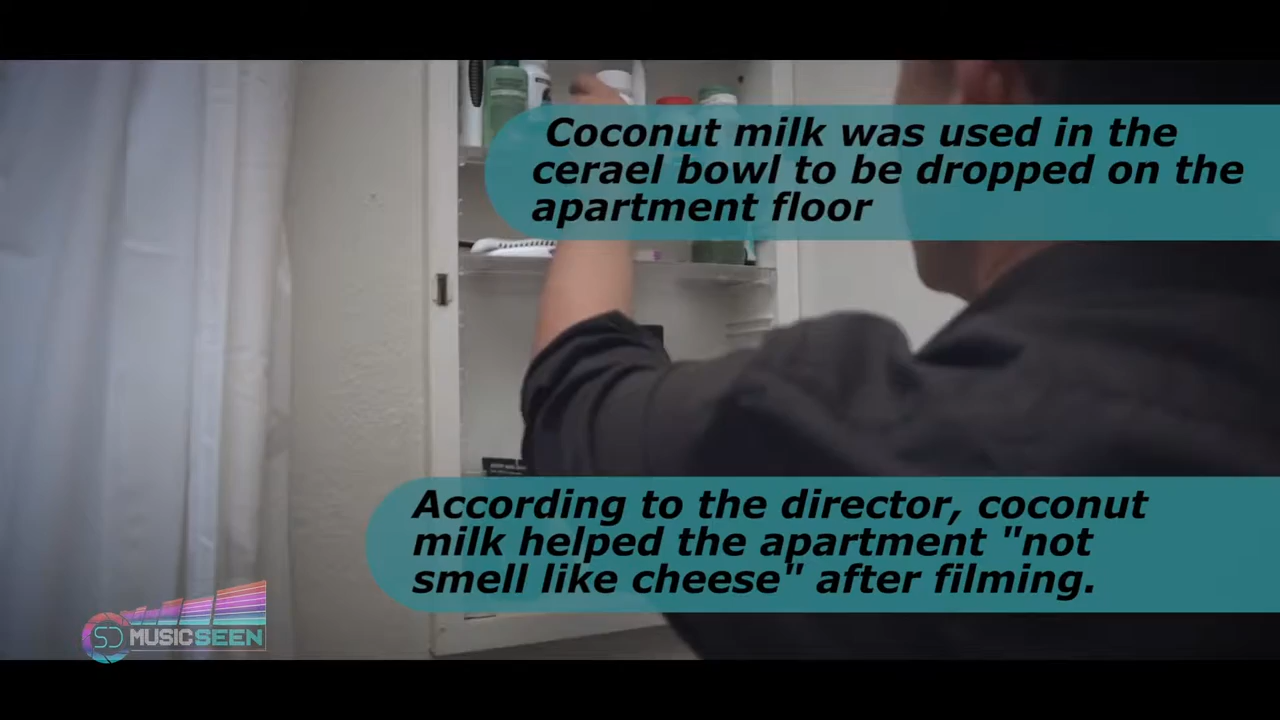 Coconut milk was used in the
cerael bowl to be dropped on the
apartment floor
According to the director, coconut
milk helped the apartment "not
smell like cheese" after filming.
SD MUSICSEEN